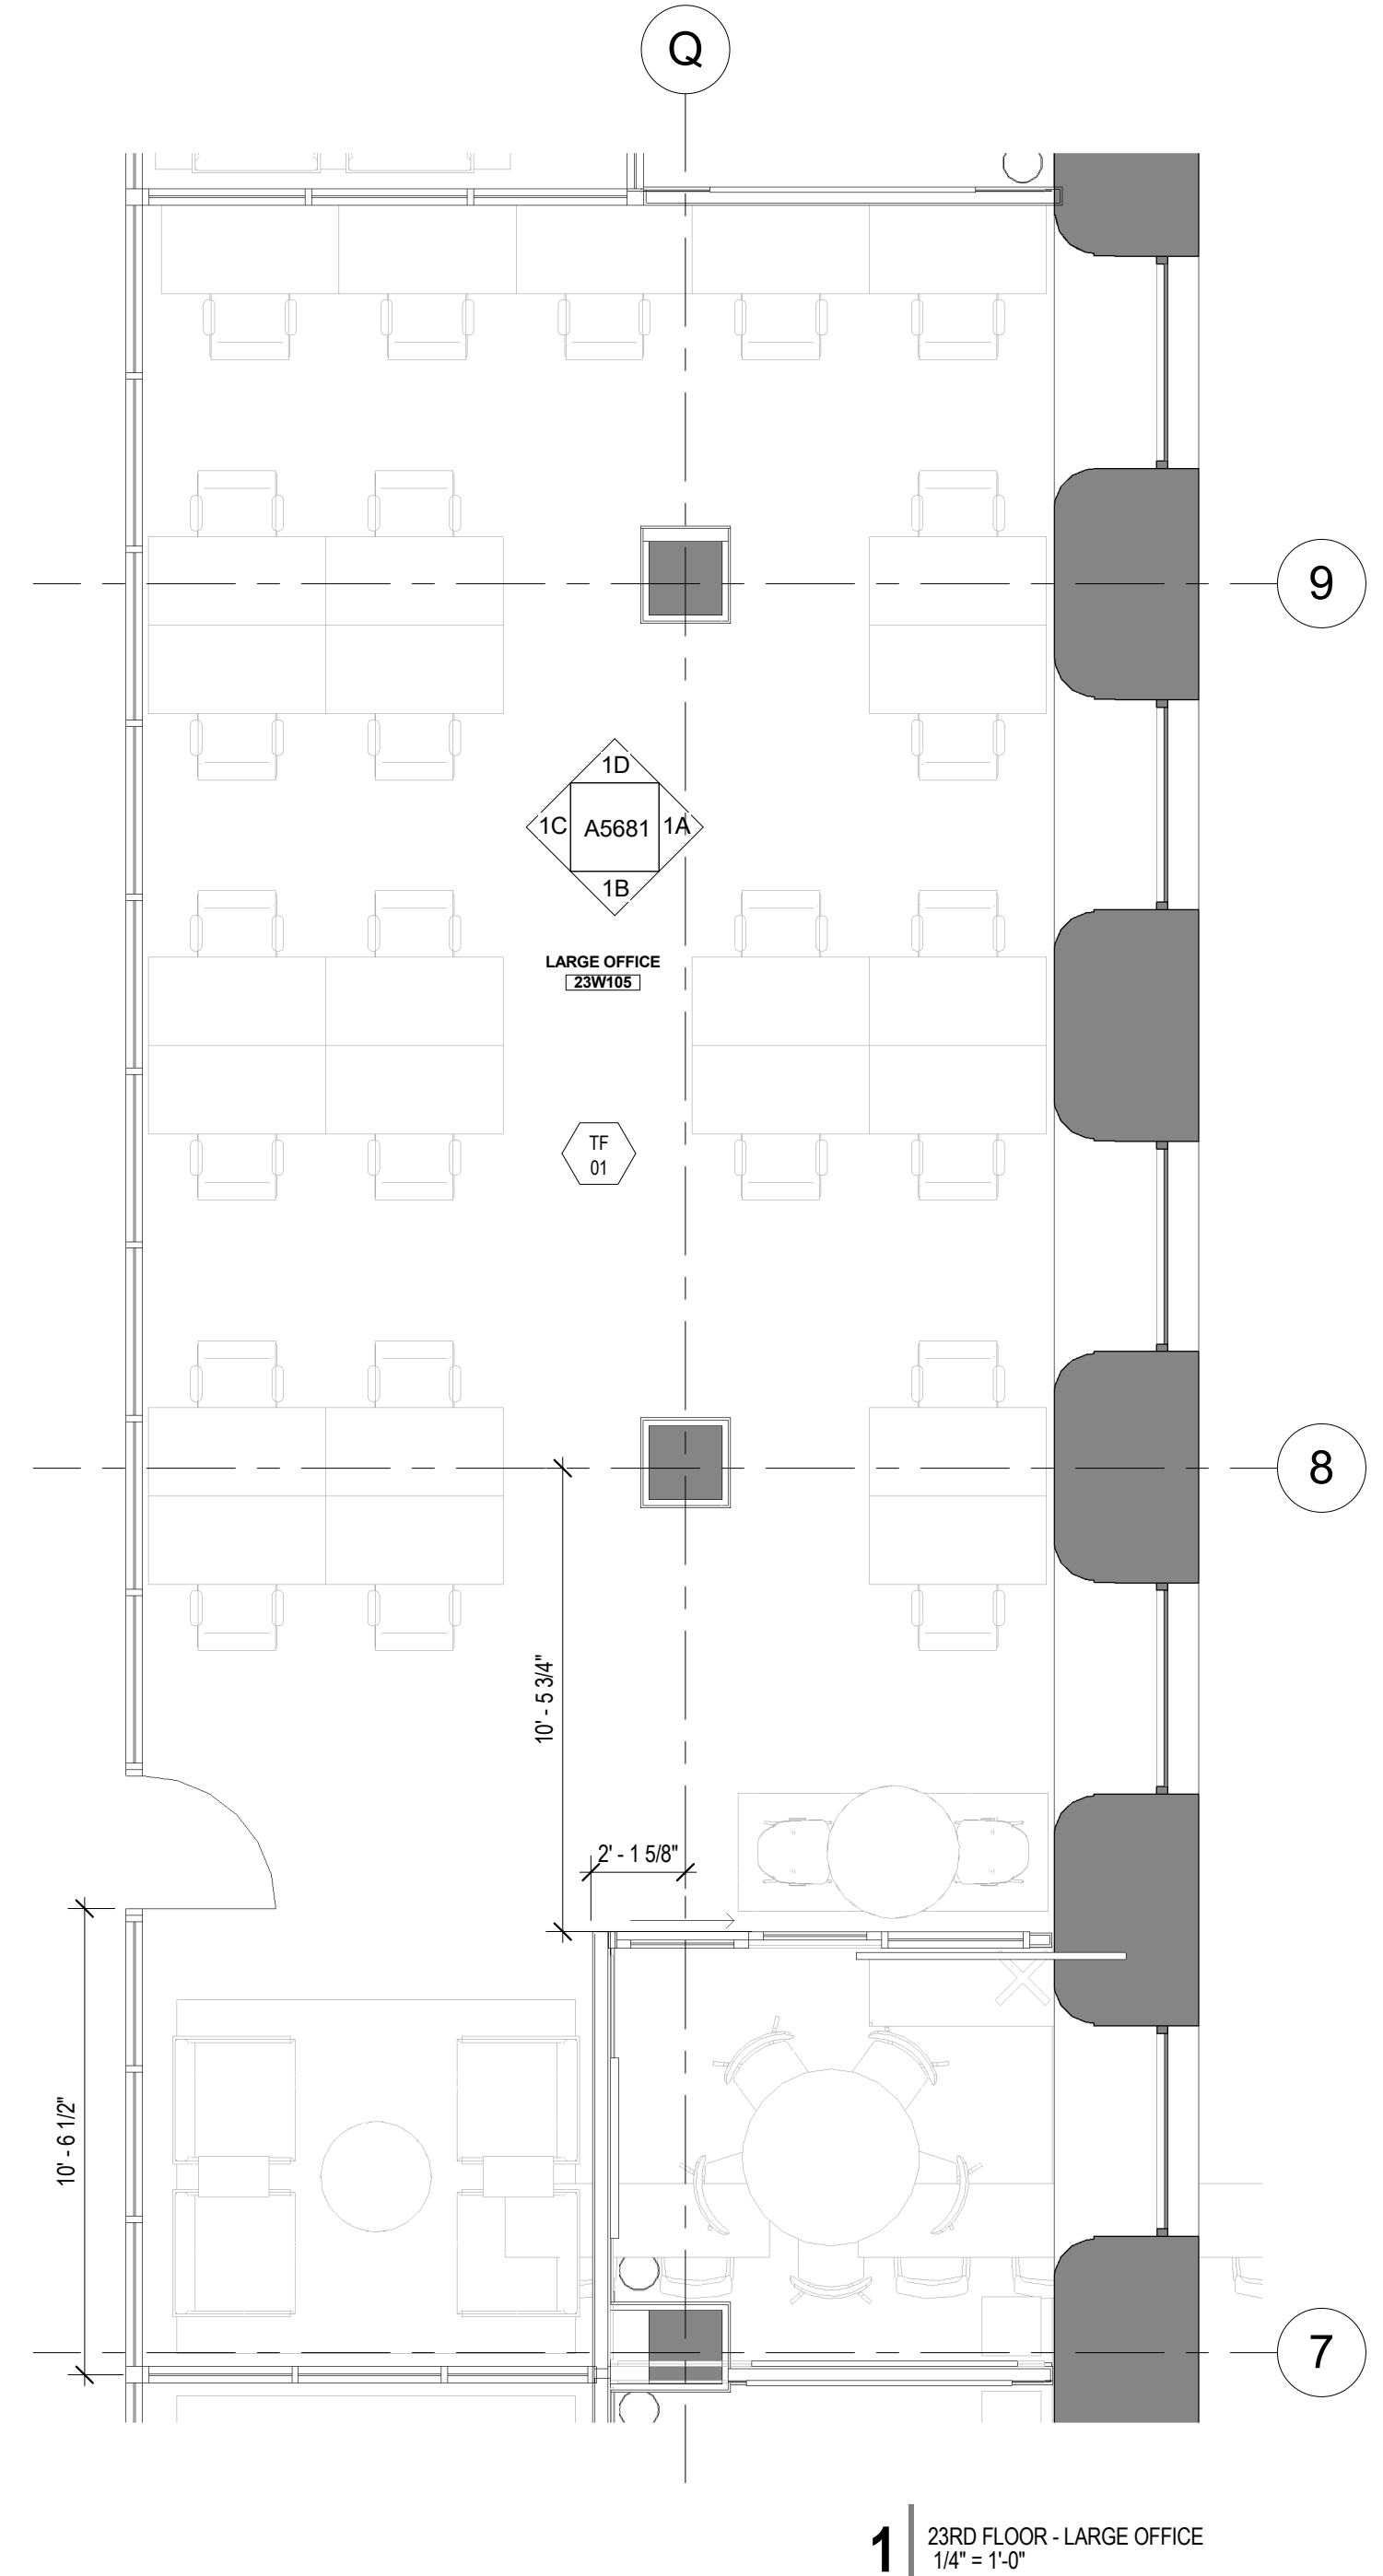 Q
9
1D
1C A5681 1A
1B
LARGE OFFICE
23W105
TF
01
8
10' - 5 3/4"
2' - 1 5/8"
10' - 6 1/2"
7
1 23RD FLOOR - LARGE OFFICE
1/4" = 1'-0"